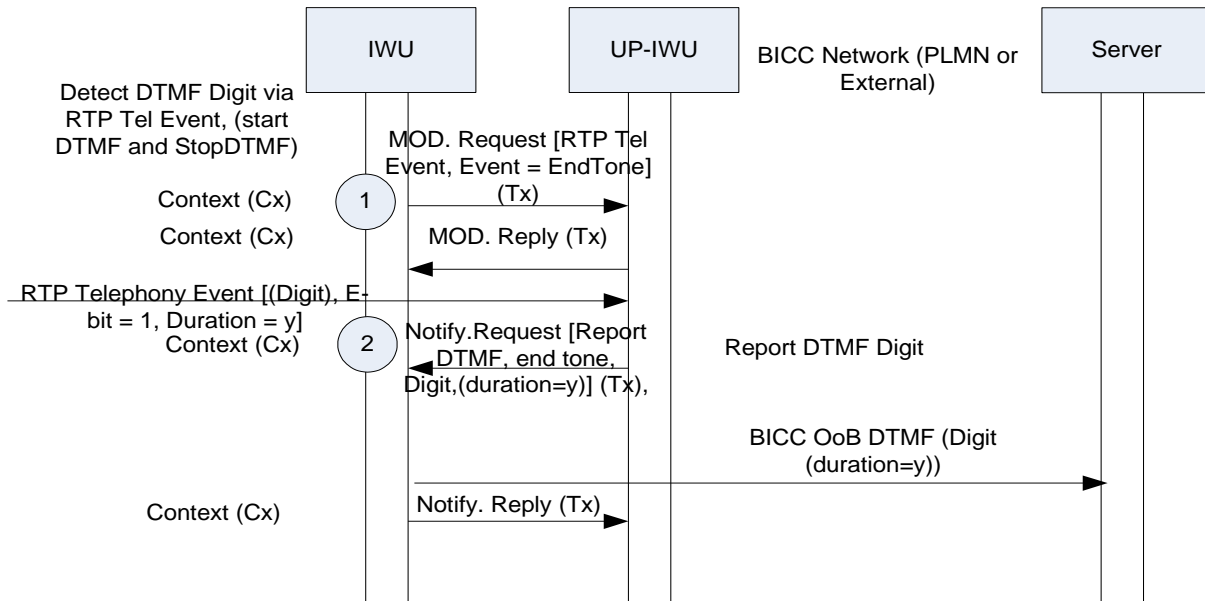 IWU
UP-IWU
BICC Network (PLMN or
External)
Server
Detect DTMF Digit via
RTP Tel Event, (start
DTMF and StopDTMF)
MOD. Request [RTP Tel
Event, Event = EndTone]
(Tx)
Context (Cx)
1
Context (Cx)
MOD. Reply (Tx)
RTP Telephony Event [(Digit), E-
bit = 1, Duration = y]
Context (Cx)
2
Notify.Request [Report
DTMF, end tone,
Digit,(duration=y)] (Tx),
Report DTMF Digit
BICC OoB DTMF (Digit
(duration=y))
Context (Cx)
Notify. Reply (Tx)